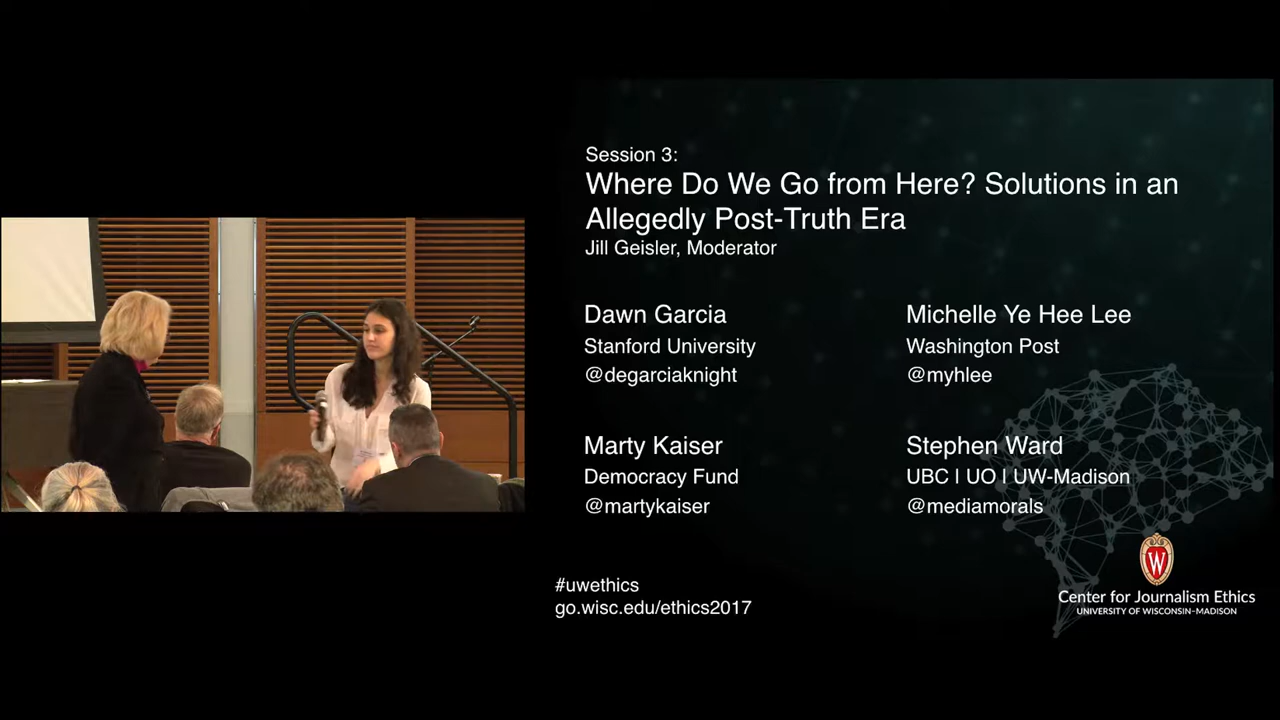 Session 3:
Where Do We Go from Here? Solutions in an
Allegedly Post-Truth Era
Jill Geisler, Moderator
Dawn Garcia
Stanford University
@degarciaknight
Michelle Ye Hee Lee
Washington Post
@myhlee
Marty Kaiser
Democracy Fund
@martykaiser
Stephen Ward
UBC | UO | UW-Madison
@mediamorals
#uwethics
go.wisc.edu/ethics2017
W
Center for Journalism Ethics
UNIVERSITY OF WISCONSIN–MADISON